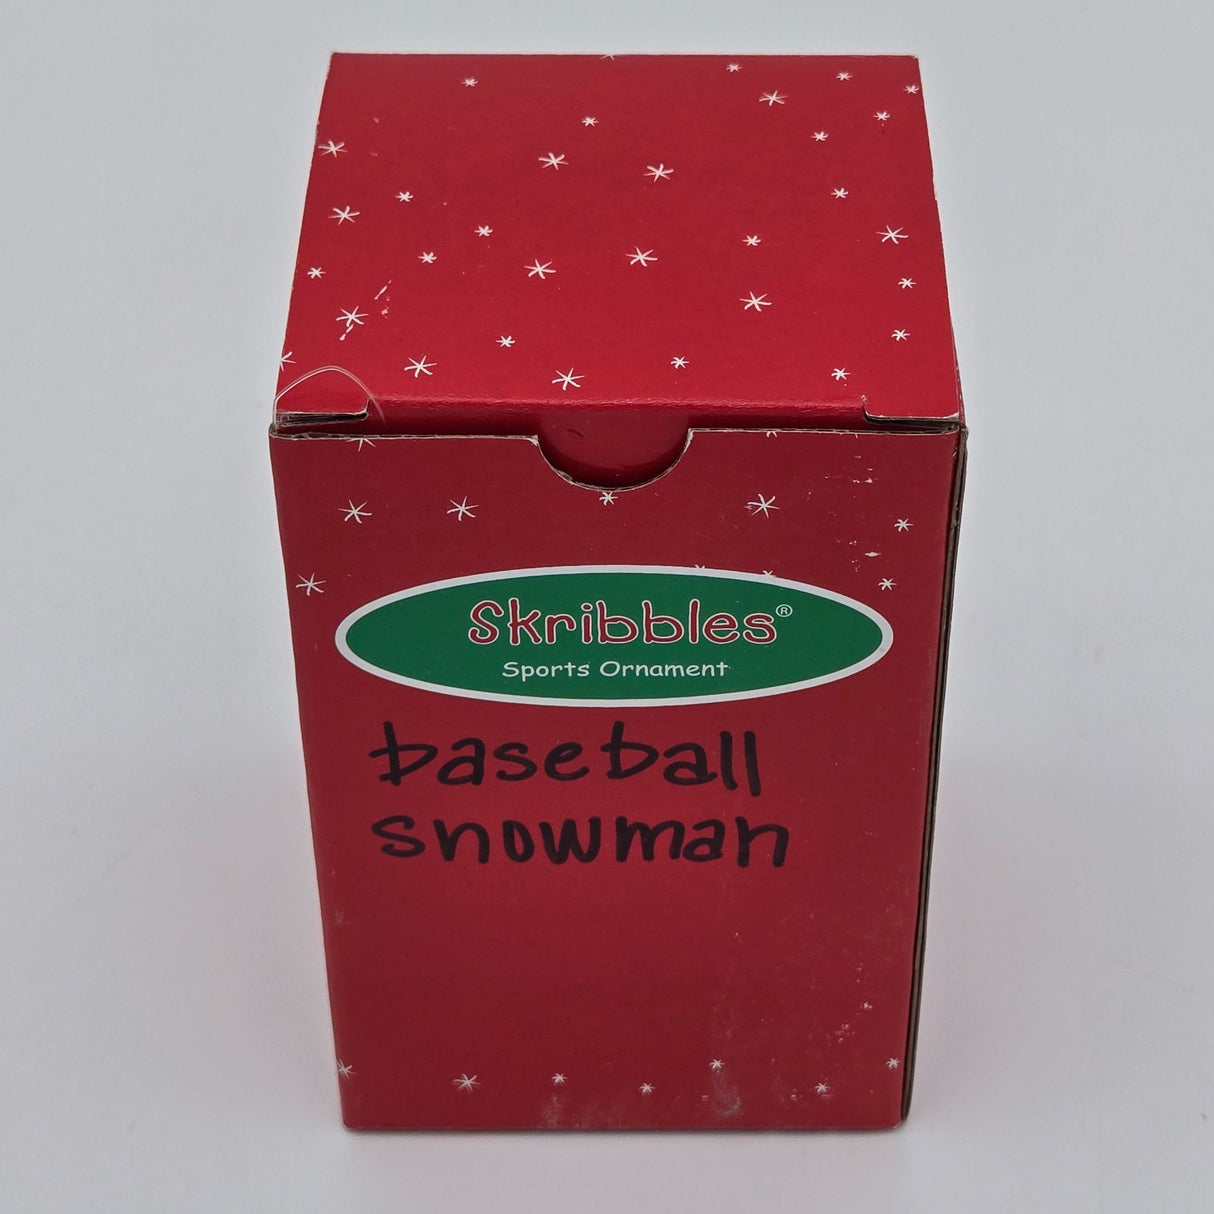 Skribbles®
Sports Ornament
baseball
snowman